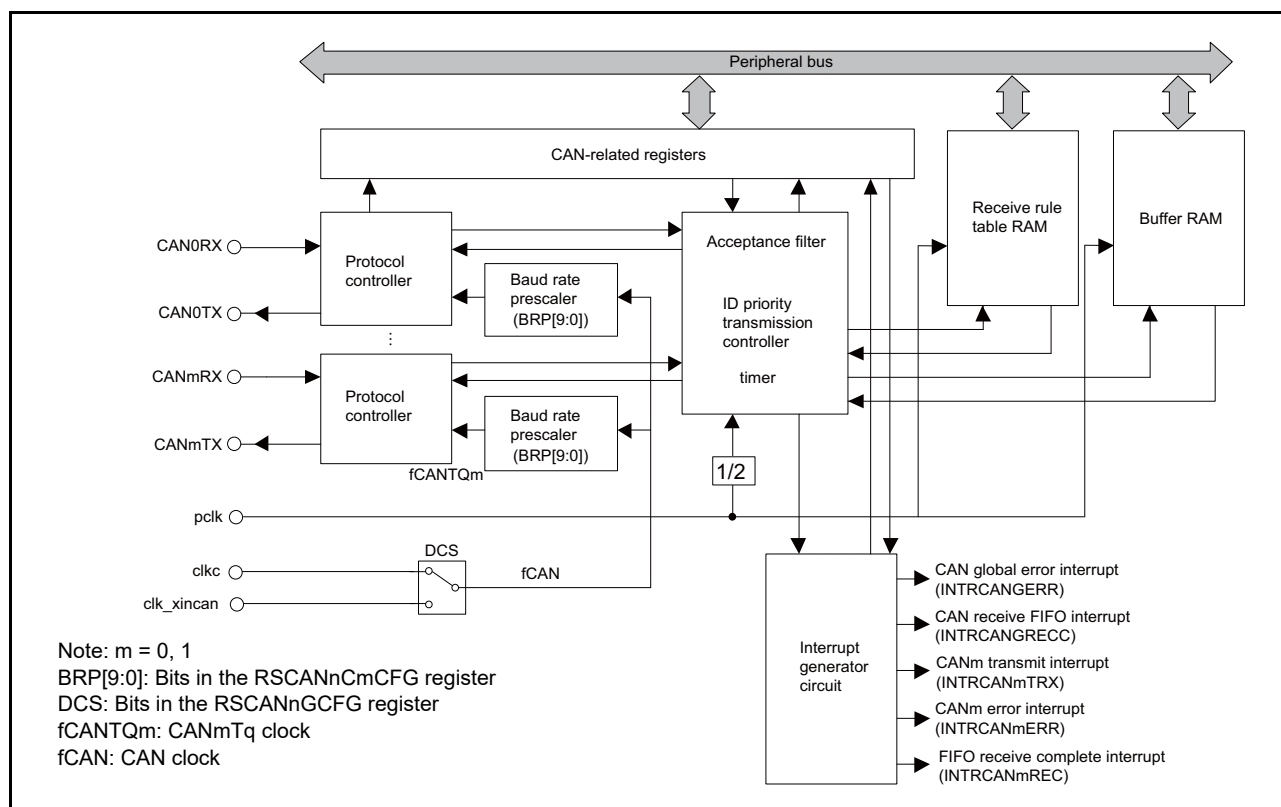 Peripheral bus
CAN-related registers
Receive rule
table RAM
Buffer RAM
CAN0RX
CAN0TX
Protocol
controller
Baud rate
prescaler
(BRP[9:0])
Acceptance filter
ID priority
transmission
controller
timer
⋮
CANmRX
CANmTX
Protocol
controller
Baud rate
prescaler
(BRP[9:0])
fCANTQm
1/2
pclk
DCS
clkc
fCAN
clk_xincan
Interrupt
generator
circuit
CAN global error interrupt
(INTRCANGERR)
CAN receive FIFO interrupt
(INTRCANGRECC)
CANm transmit interrupt
(INTRCANmTRX)
CANm error interrupt
(INTRCANmERR)
FIFO receive complete interrupt
(INTRCANmREC)
Note: m = 0, 1
BRP[9:0]: Bits in the RSCANnCmCFG register
DCS: Bits in the RSCANnGCFG register
fCANTQm: CANmTq clock
fCAN: CAN clock